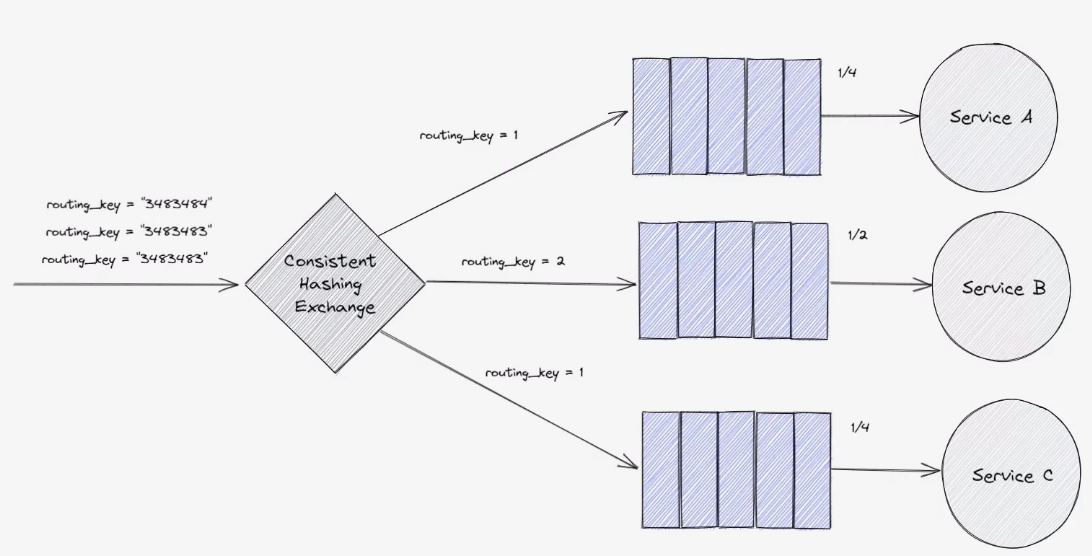 routing_key = "3483484"
routing_key = "3483483"
routing_key = "3483483"
Consistent
Hashing
Exchange
routing_key = 1
1/4
Service A
routing_key = 2
1/2
Service B
routing_key = 1
1/4
Service C